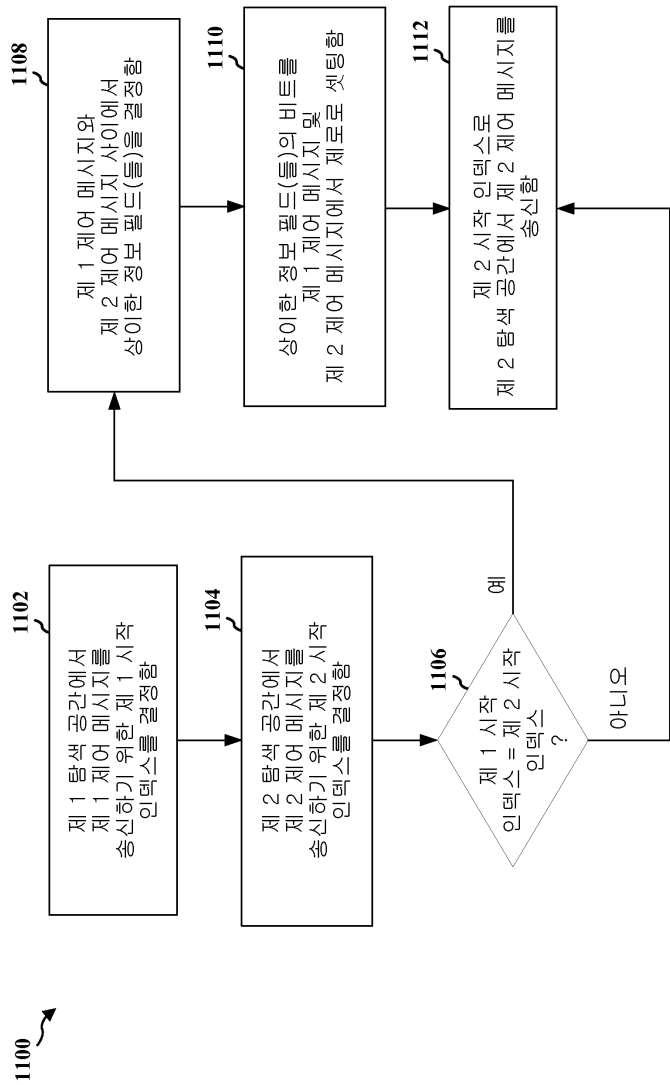 1100
1102
제 1 탐색 공간에서
제 1 제어 메시지를
송신하기 위한 제 1 시작
인덱스를 결정함
1104
제 2 탐색 공간에서
제 2 제어 메시지를
송신하기 위한 제 2 시작
인덱스를 결정함
1106
제 1 시작
인덱스 = 제 2 시작
인덱스
?
예
아니오
1108
제 1 제어 메시지와
제 2 제어 메시지 사이에서
상이한 정보 필드(들)을 결정함
1110
상이한 정보 필드(들)의 비트를
제 1 제어 메시지 및
제 2 제어 메시지에서 제로로 셋팅함
1112
제 2 시작 인덱스로
제 2 탐색 공간에서 제 2 제어 메시지를
송신함